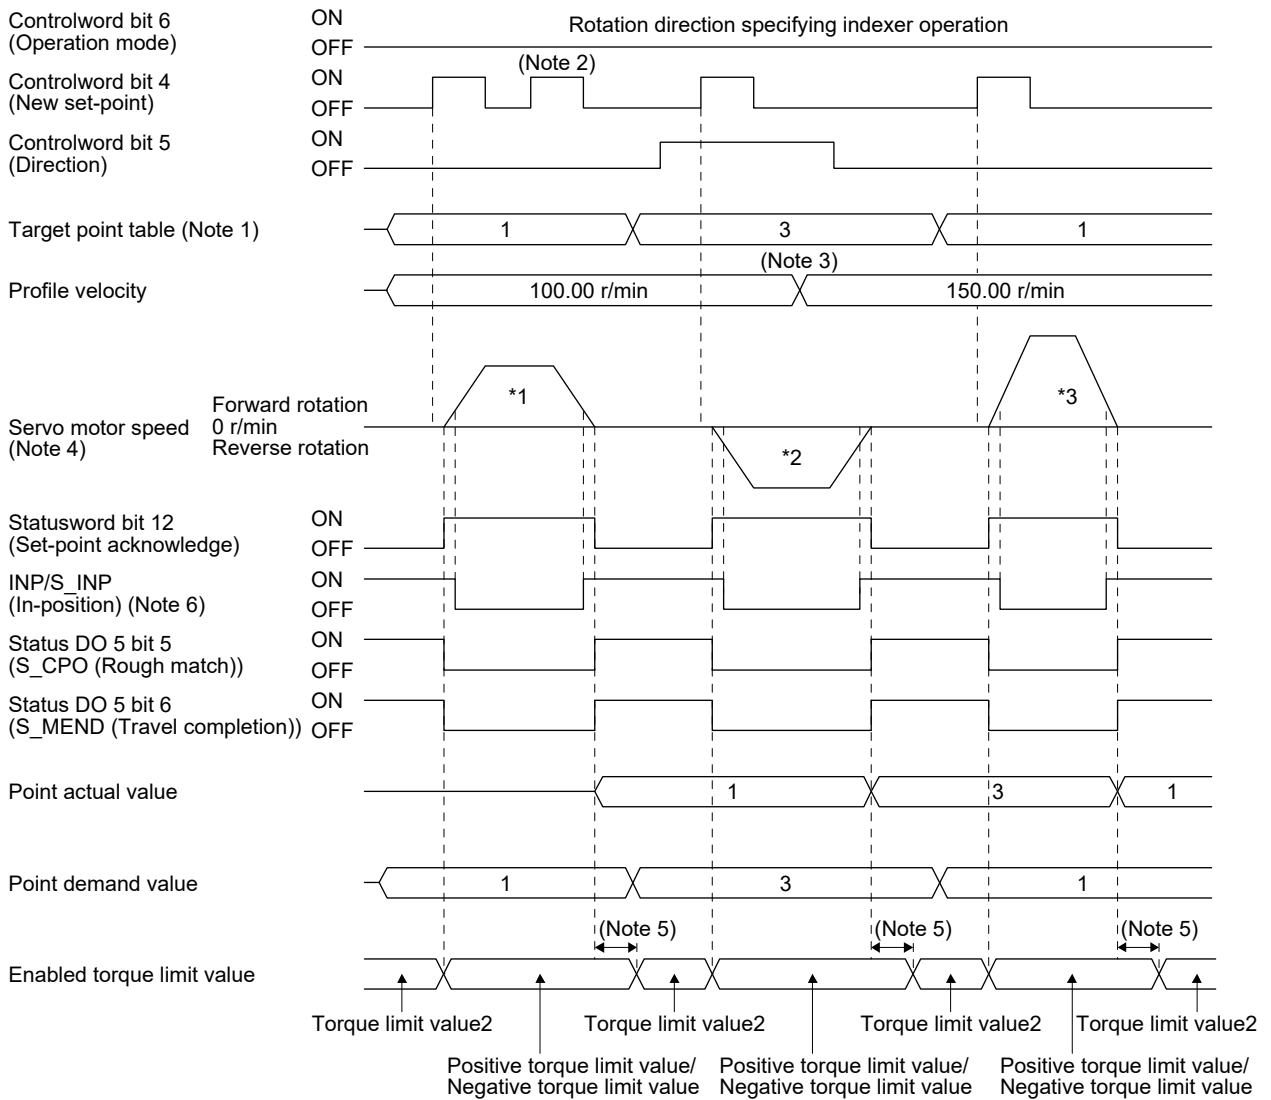 Controlword bit 6
(Operation mode)
ON
OFF
Rotation direction specifying indexer operation
Controlword bit 4
(New set-point)
ON
OFF
(Note 2)
Controlword bit 5
(Direction)
ON
OFF
Target point table (Note 1)
1
3
1
Profile velocity
100.00 r/min
(Note 3)
150.00 r/min
Servo motor speed
(Note 4)
Forward rotation
0 r/min
Reverse rotation
*1
*2
*3
Statusword bit 12
(Set-point acknowledge)
ON
OFF
INP/S_INP
(In-position) (Note 6)
ON
OFF
Status DO 5 bit 5
(S_CPO (Rough match))
ON
OFF
Status DO 5 bit 6
(S_MEND (Travel completion))
ON
OFF
Point actual value
1
3
1
Point demand value
1
3
1
(Note 5)
(Note 5)
(Note 5)
Enabled torque limit value
Torque limit value2
Torque limit value2
Torque limit value2
Torque limit value2
Positive torque limit value/
Negative torque limit value
Positive torque limit value/
Negative torque limit value
Positive torque limit value/
Negative torque limit value